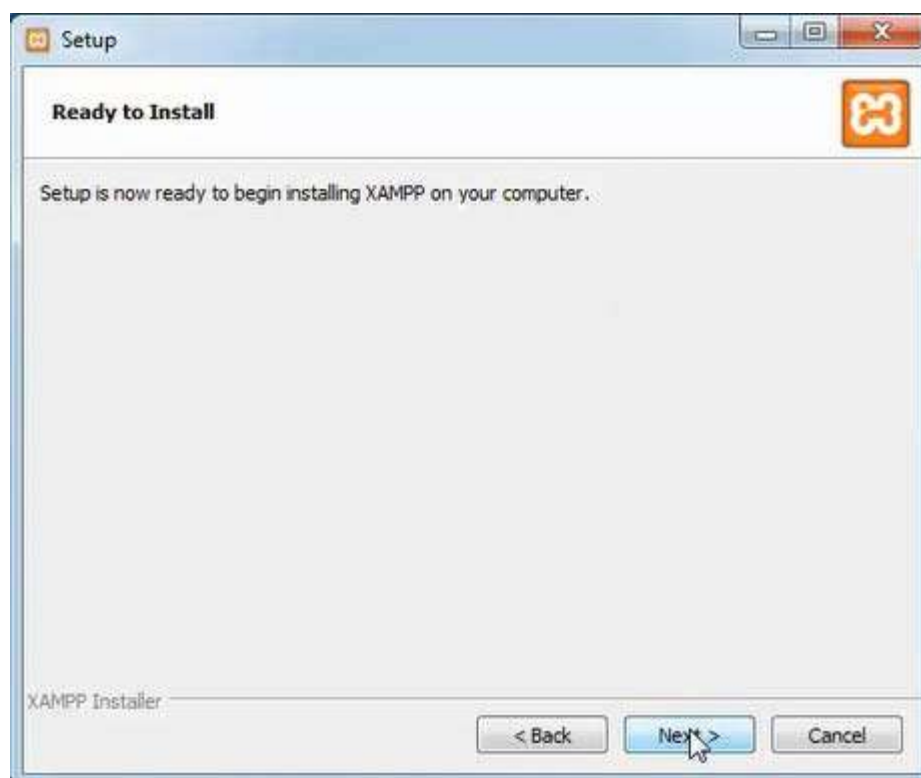 Setup
Ready to Install
Setup is now ready to begin installing XAMPP on your computer.
XAMPP Installer
< Back Next > Cancel